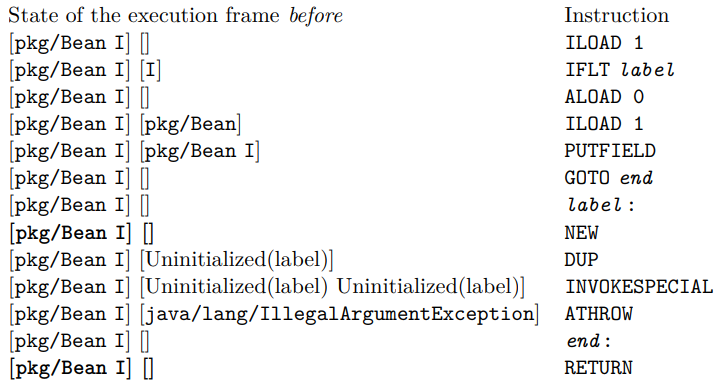 State of the execution frame before Instruction
[pkg/Bean I] [] ILOAD 1
[pkg/Bean I] [I] IFLT label
[pkg/Bean I] [] ALOAD 0
[pkg/Bean I] [pkg/Bean] ILOAD 1
[pkg/Bean I] [pkg/Bean I] PUTFIELD
[pkg/Bean I] [] GOTO end
[pkg/Bean I] [] label:
[pkg/Bean I] [] NEW
[pkg/Bean I] [Uninitialized(label)] DUP
[pkg/Bean I] [Uninitialized(label) Uninitialized(label)] INVOKESPECIAL
[pkg/Bean I] [java/lang/IllegalArgumentException] ATHROW
[pkg/Bean I] [] end:
[pkg/Bean I] [] RETURN